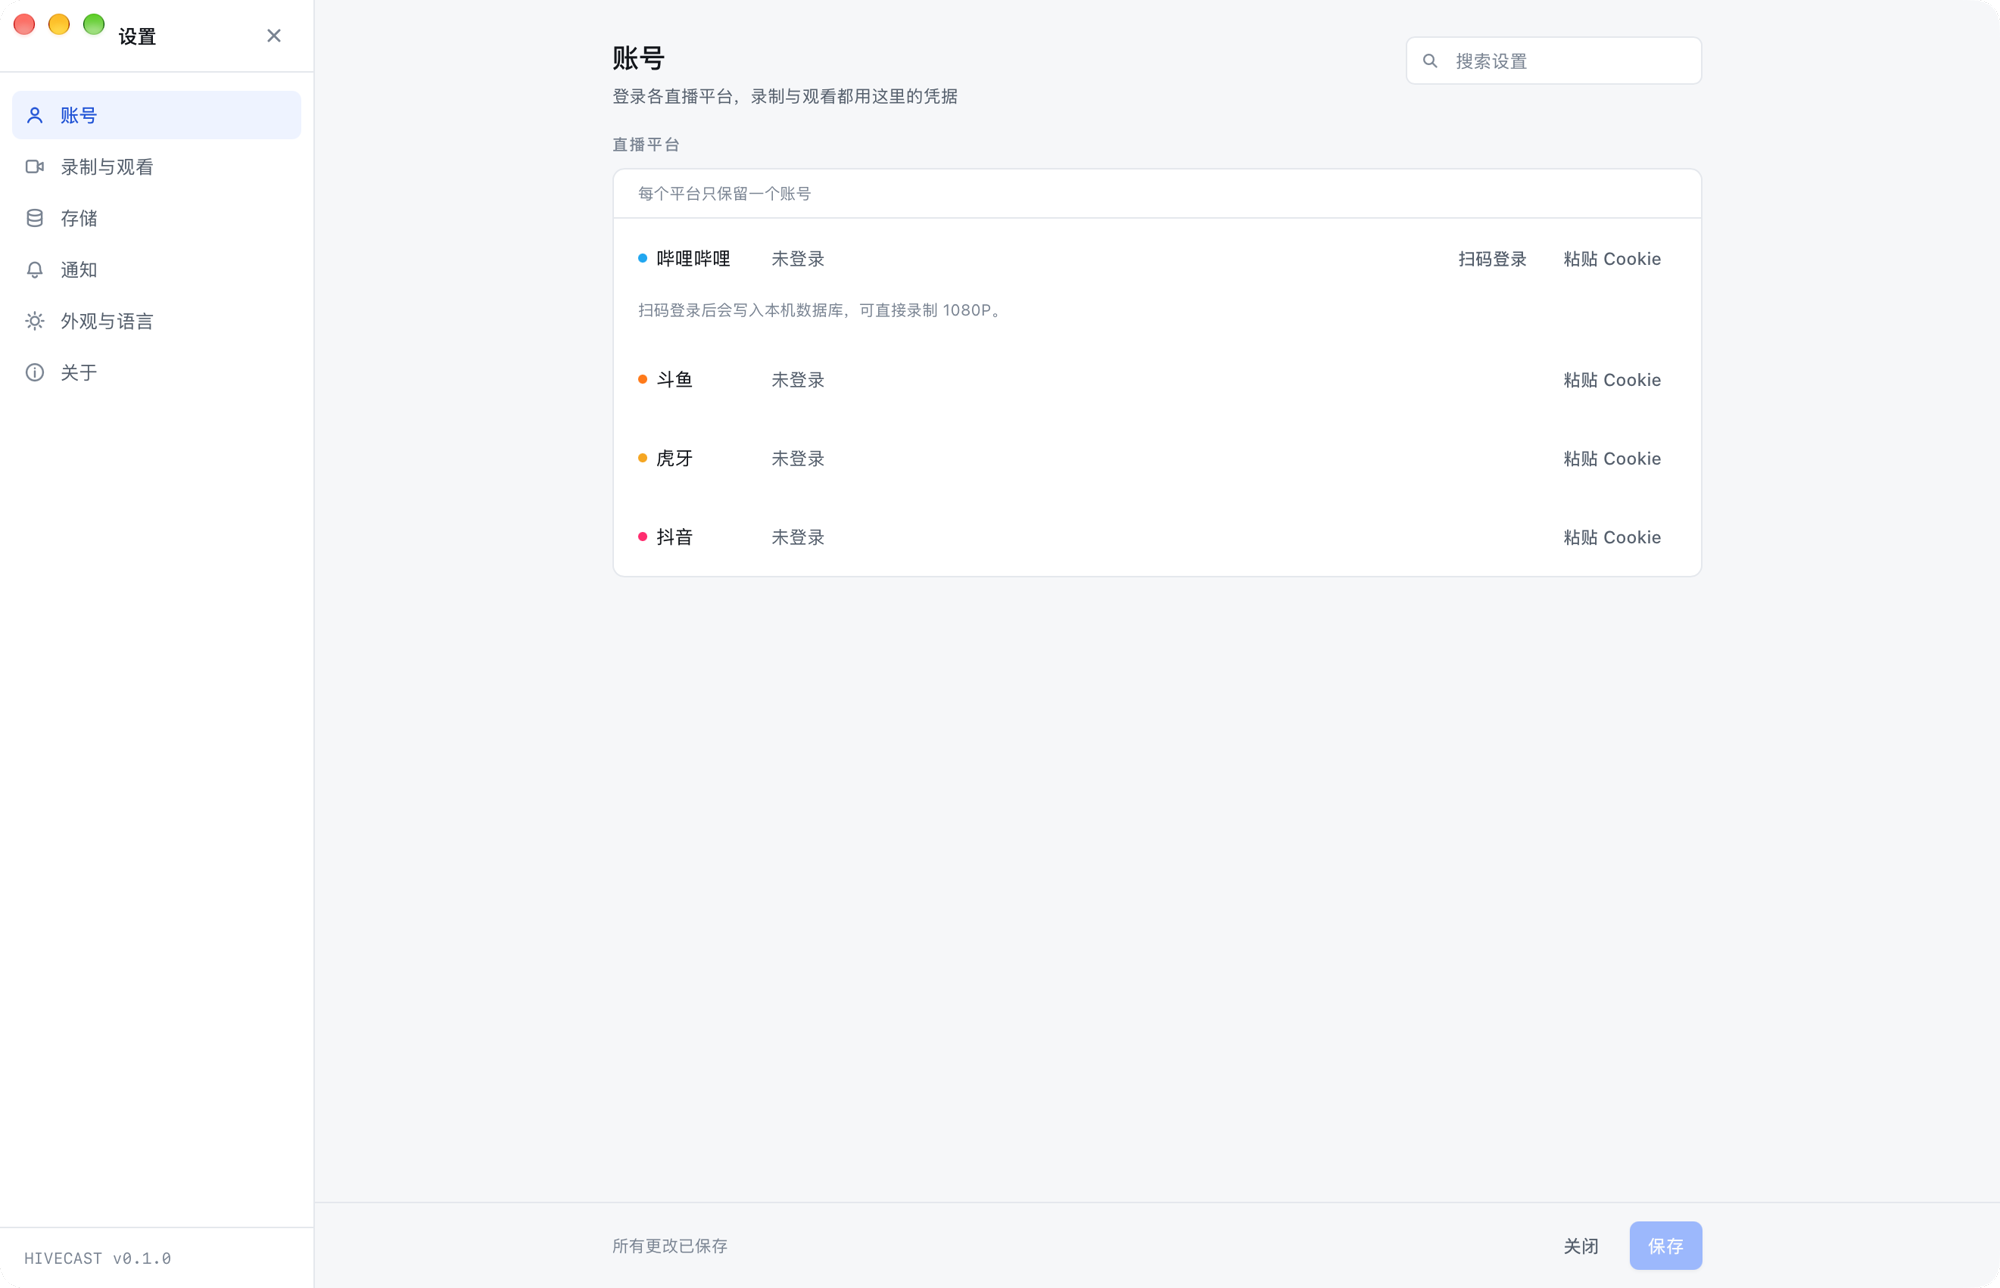 设置
账号
录制与观看
存储
通知
外观与语言
关于
HIVECAST v0.1.0
账号
登录各直播平台，录制与观看都用这里的凭据
搜索设置
直播平台
每个平台只保留一个账号
哔哩哔哩 未登录 扫码登录 粘贴 Cookie
扫码登录后会写入本机数据库，可直接录制 1080P。
斗鱼 未登录 粘贴 Cookie
虎牙 未登录 粘贴 Cookie
抖音 未登录 粘贴 Cookie
所有更改已保存 关闭 保存